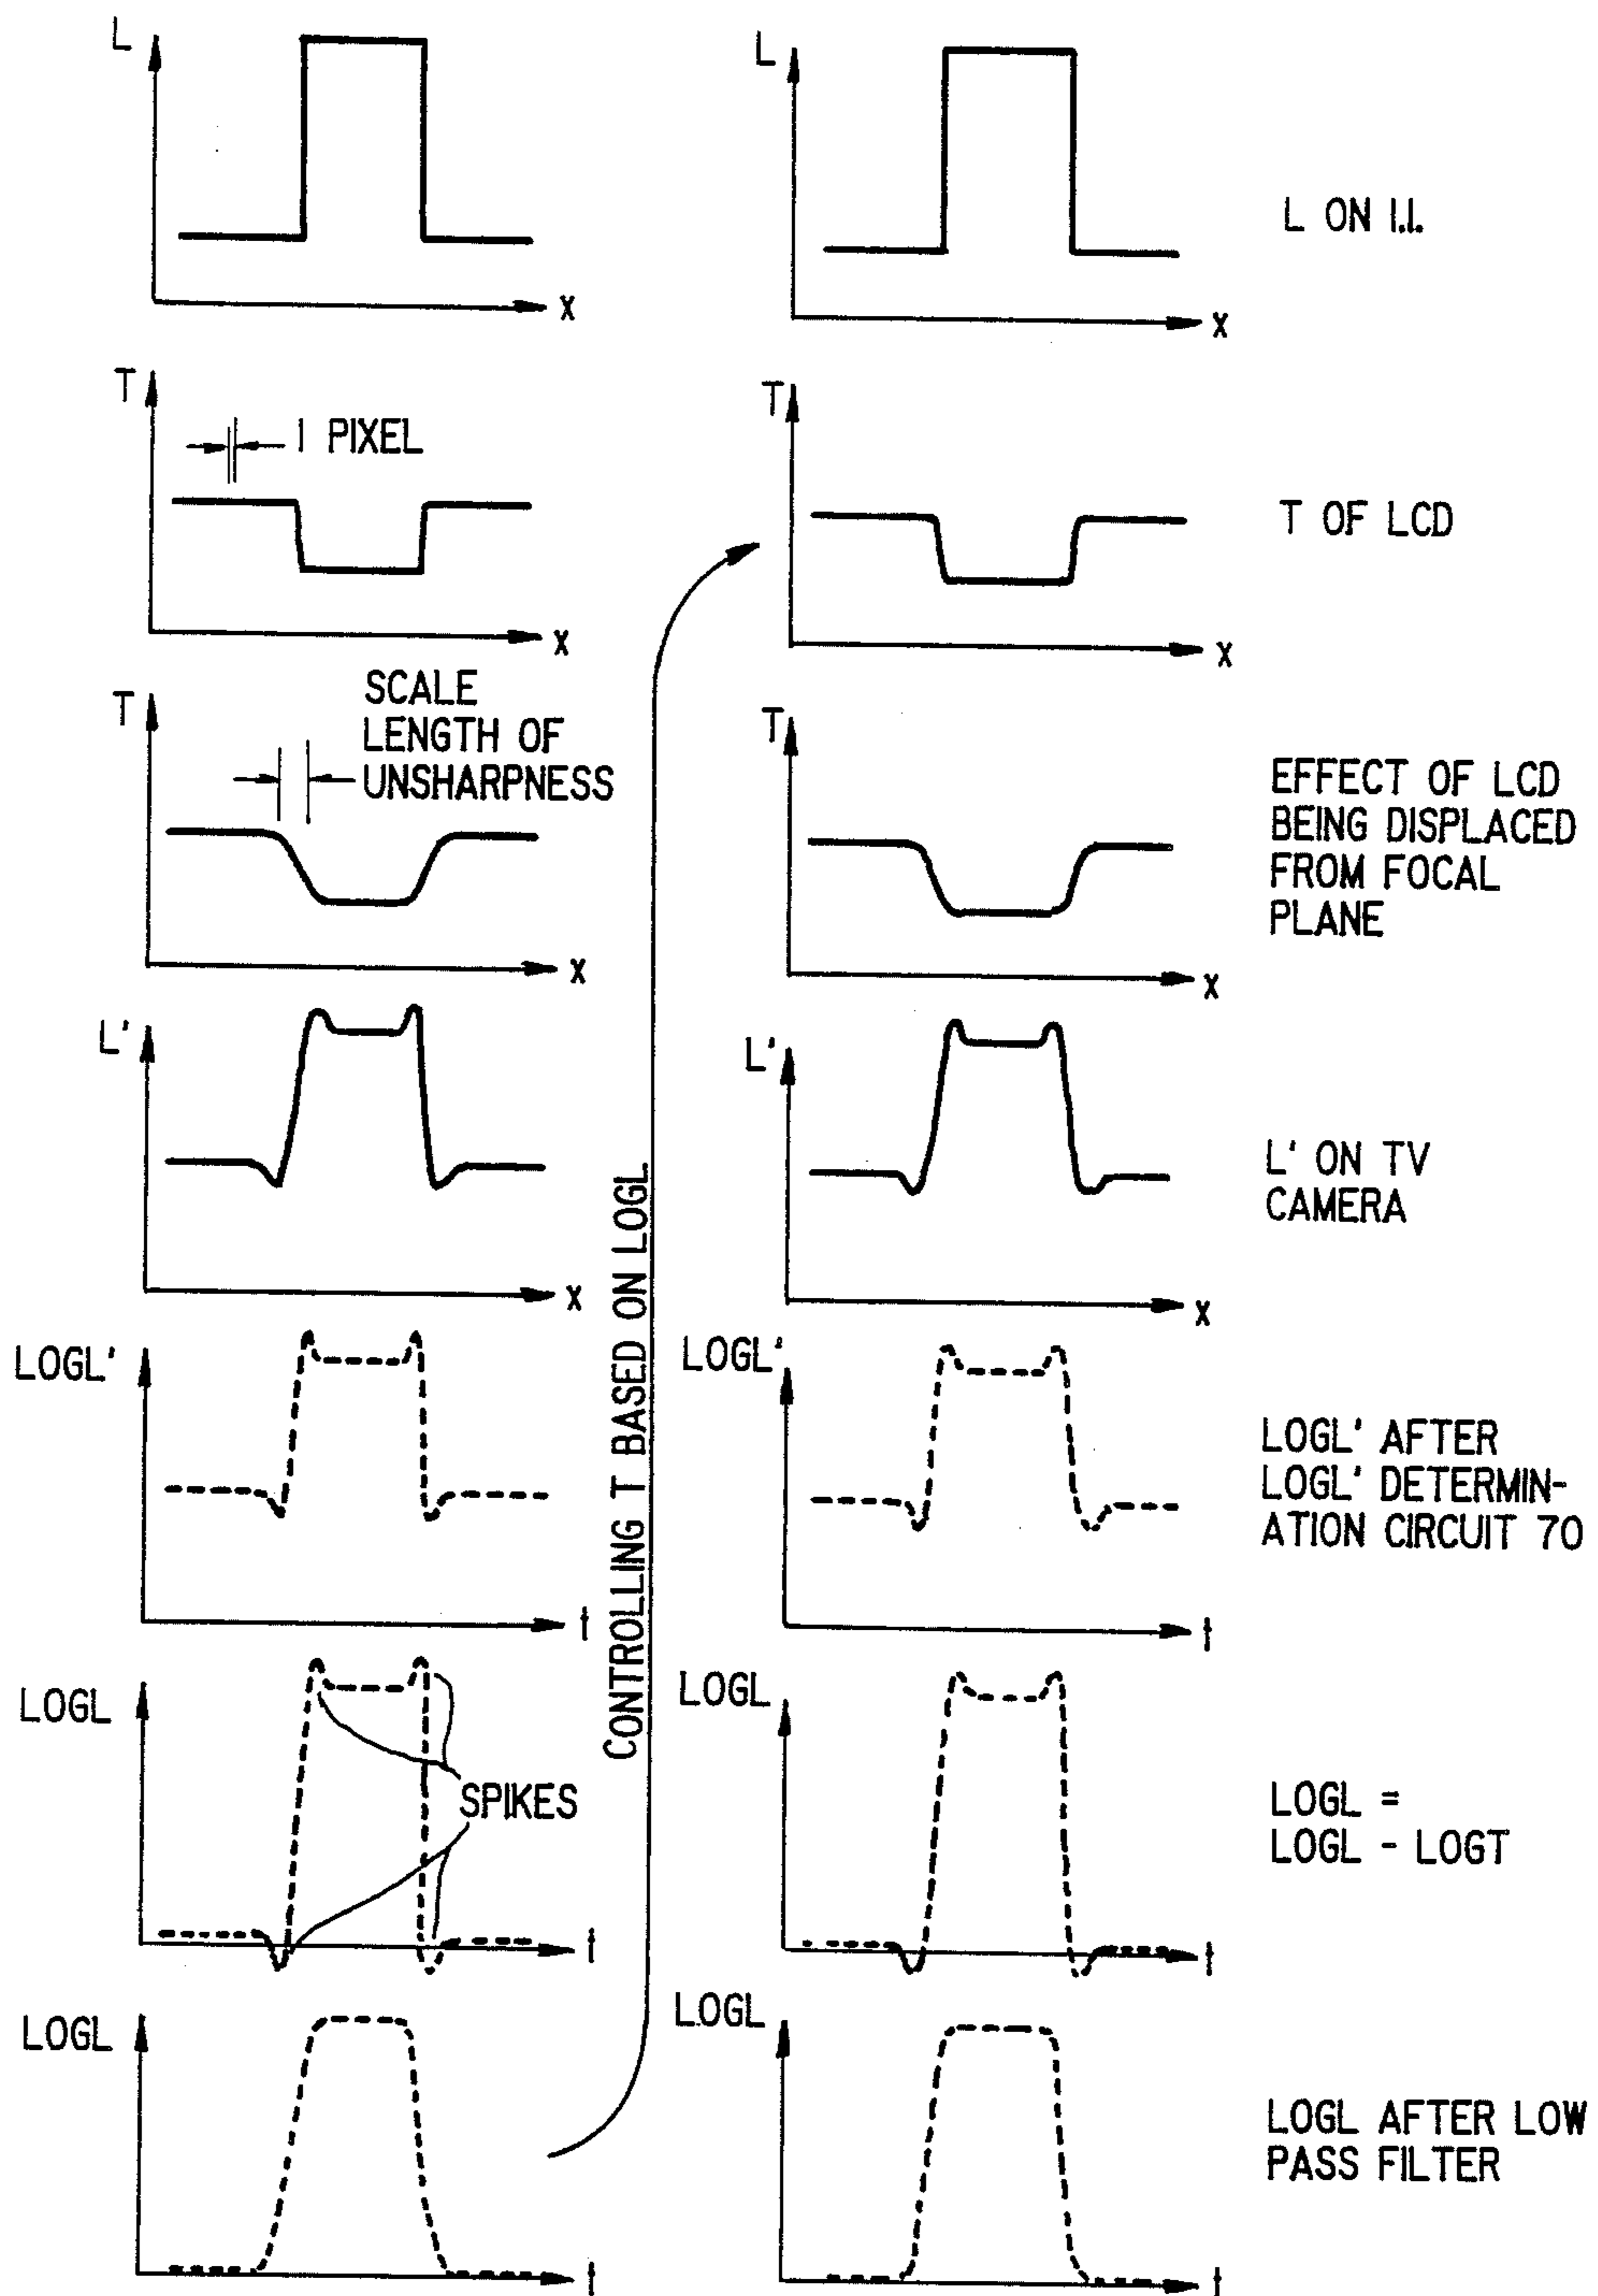 L
X
L
X
L ON I.I.
T
1 PIXEL
X
T
X
T OF LCD
T
SCALE
LENGTH OF
UNSHARPNESS
X
T
X
EFFECT OF LCD
BEING DISPLACED
FROM FOCAL
PLANE
L'
X
L'
X
L' ON TV
CAMERA
CONTROLLING T BASED ON LOGL
LOGL'
t
LOGL'
t
LOGL' AFTER
LOGL' DETERMIN-
ATION CIRCUIT 70
LOGL
SPIKES
t
LOGL
t
LOGL =
LOGL - LOGT
LOGL
t
LOGL
t
LOGL AFTER LOW
PASS FILTER